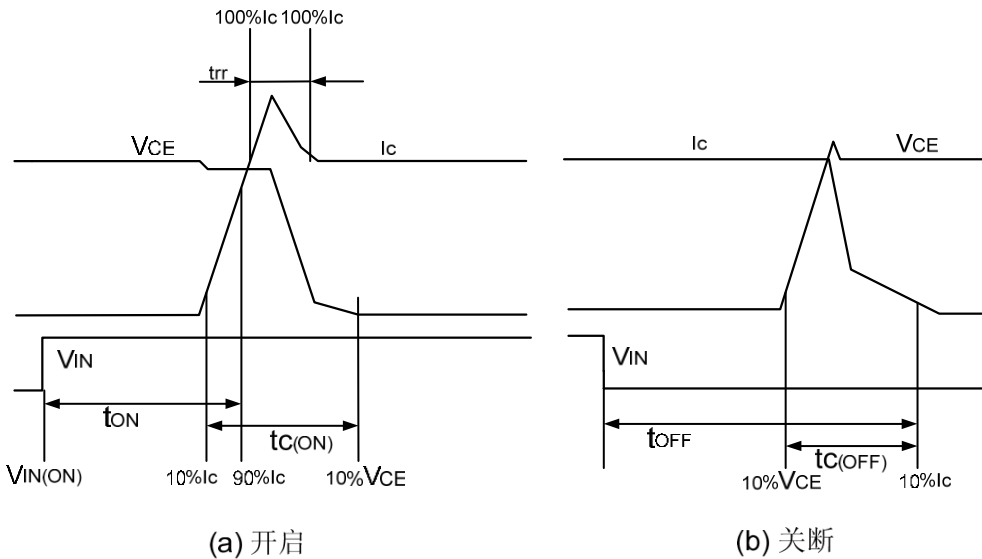 100%Ic 100%Ic
trr
VCE Ic
VIN
tON
tC(ON)
VIN(ON) 10%Ic 90%Ic 10%VCE
(a) 开启
Ic VCE
VIN
tOFF
tC(OFF)
10%VCE 10%Ic
(b) 关断